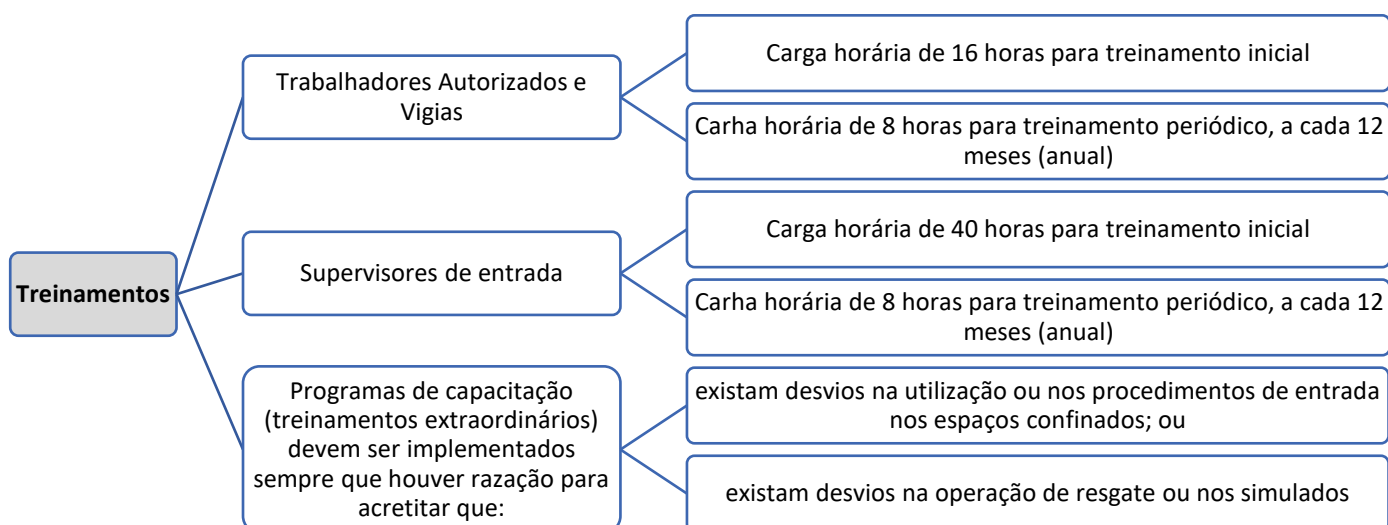 Treinamentos
Trabalhadores Autorizados e
Vigias
Carga horária de 16 horas para treinamento inicial
Carha horária de 8 horas para treinamento periódico, a cada 12
meses (anual)
Supervisores de entrada
Carga horária de 40 horas para treinamento inicial
Carha horária de 8 horas para treinamento periódico, a cada 12
meses (anual)
Programas de capacitação
(treinamentos extraordinários)
devem ser implementados
sempre que houver razação para
acretitar que:
existam desvios na utilização ou nos procedimentos de entrada
nos espaços confinados; ou
existam desvios na operação de resgate ou nos simulados